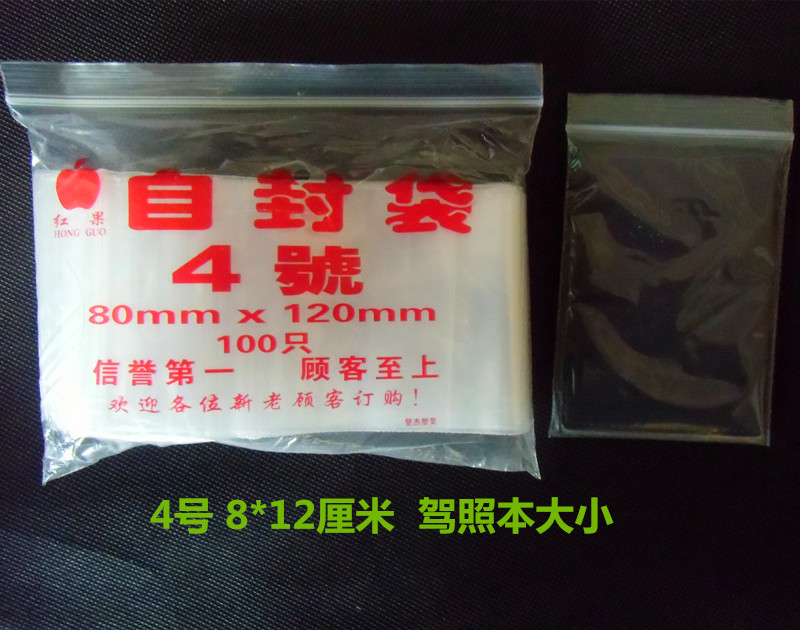 自封袋
红果
HONG GUO
4號
80mm x 120mm
100只
信誉第一 顾客至上
欢迎各位新老顾客订购!
4号 8*12厘米 驾照本大小